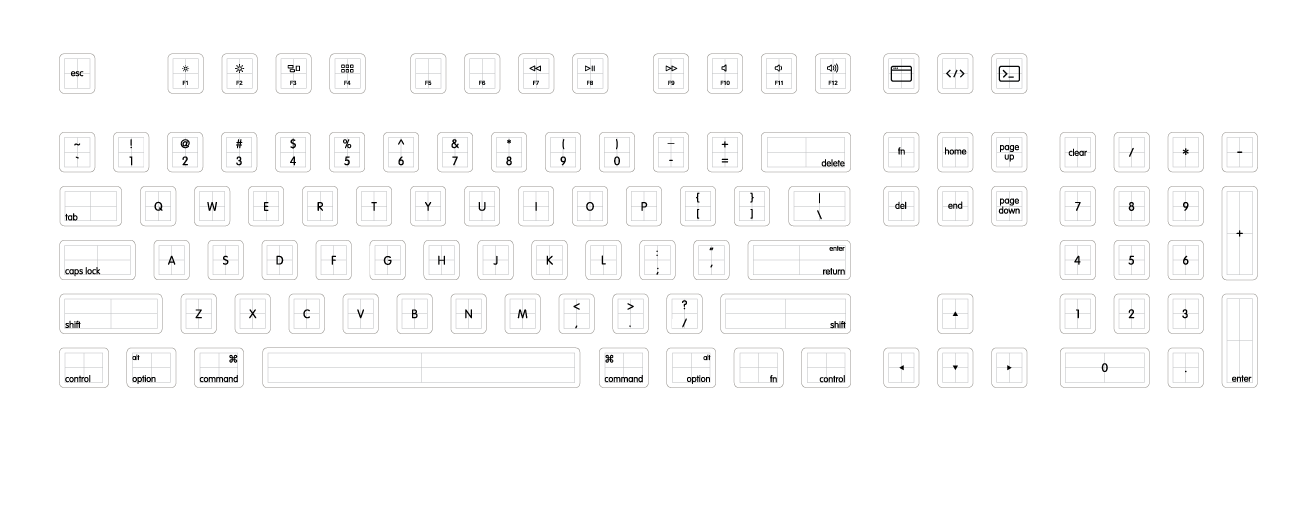 esc F1 F2 F3 F4 F5 F6 F7 F8 F9 F10 F11 F12 </> >_
~ ! @ # $ % ^ & * ( ) — +
` 1 2 3 4 5 6 7 8 9 0 - = delete fn home page up clear / * -
tab Q W E R T Y U I O P { } |
[ ] \ del end page down 7 8 9 +
caps lock A S D F G H J K L : " enter
; ' return 4 5 6
shift Z X C V B N M < > ?
, . / shift ▲ 1 2 3
alt ⌘ ⌘ alt
control option command command option fn control ◄ ▼ ► 0 . enter